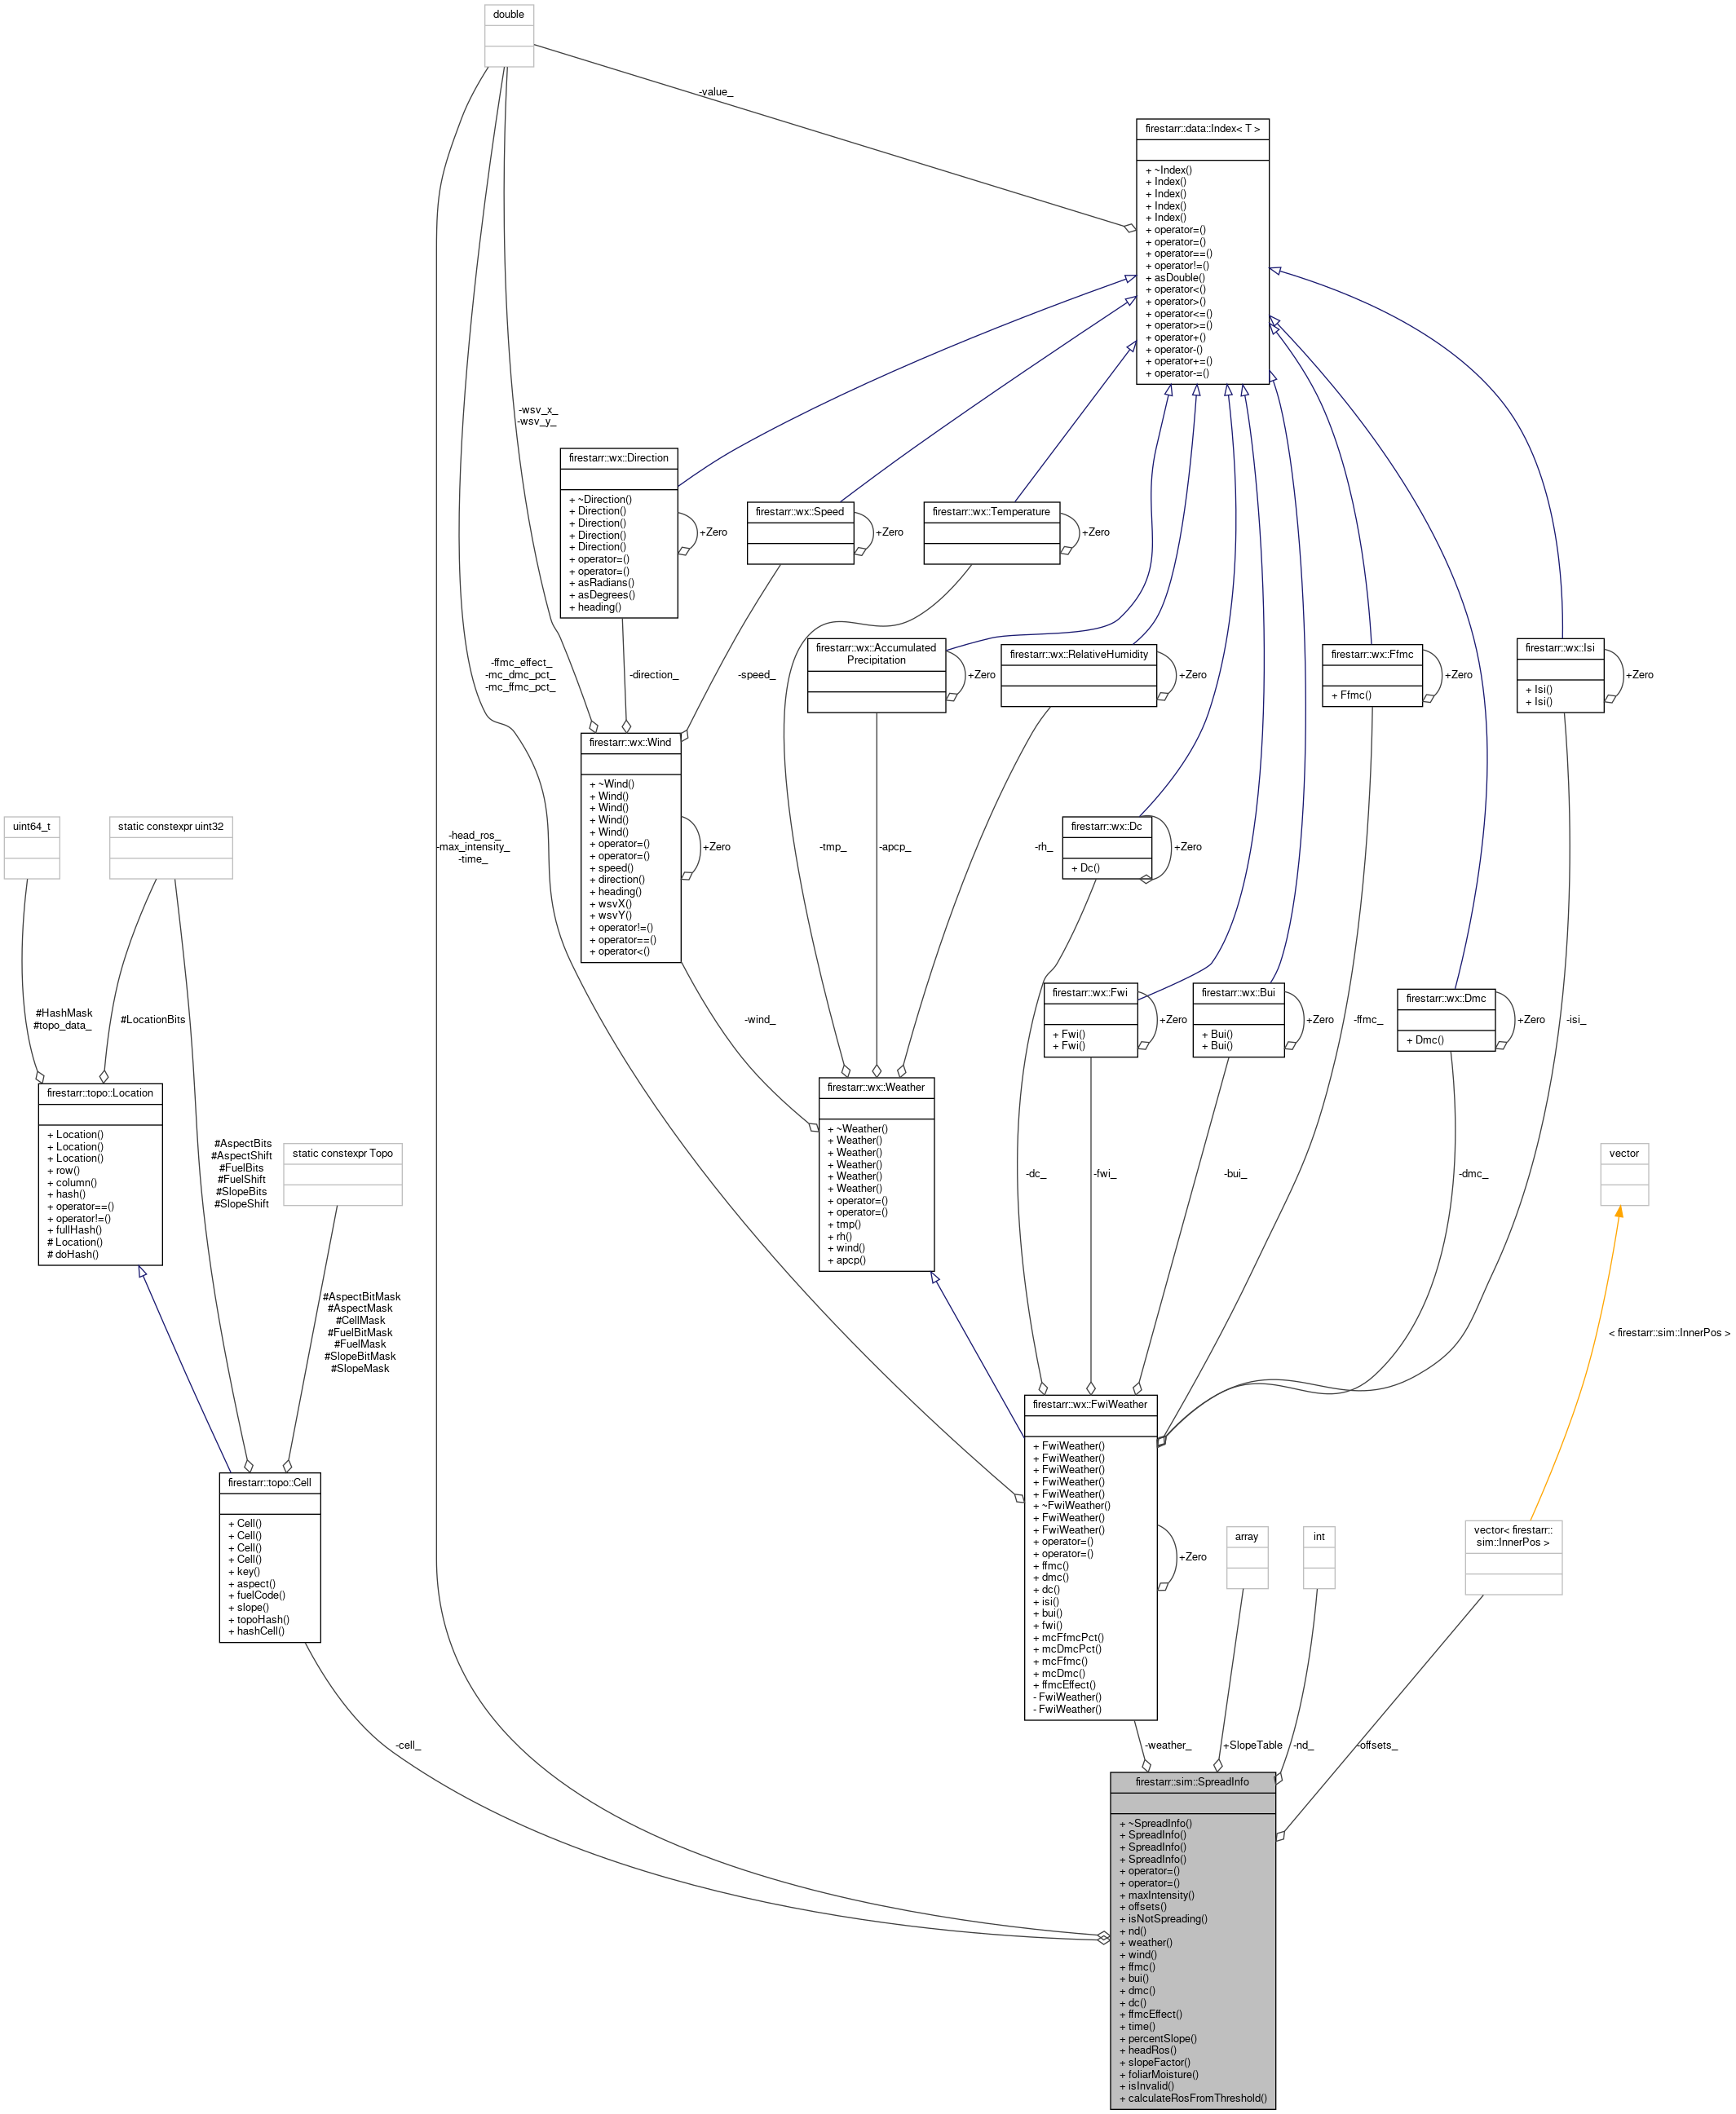 double
-value_
firestarr::data::Index< T >
+ ~Index()
+ Index()
+ Index()
+ Index()
+ Index()
+ operator=()
+ operator=()
+ operator==()
+ operator!=()
+ asDouble()
+ operator<()
+ operator>()
+ operator<=()
+ operator>=()
+ operator+()
+ operator-()
+ operator+=()
+ operator-=()
-wsv_x_
-wsv_y_
firestarr::wx::Direction
+ ~Direction()
+ Direction()
+ Direction()
+ Direction()
+ Direction()
+ operator=()
+ operator=()
+ asRadians()
+ asDegrees()
+ heading()
+Zero
firestarr::wx::Speed
+Zero
firestarr::wx::Temperature
+Zero
-ffmc_effect_
-mc_dmc_pct_
-mc_ffmc_pct_
-direction_
-speed_
firestarr::wx::Accumulated
Precipitation
+Zero
firestarr::wx::RelativeHumidity
+Zero
firestarr::wx::Ffmc
+ Ffmc()
+Zero
firestarr::wx::Isi
+ Isi()
+ Isi()
+Zero
firestarr::wx::Wind
+ ~Wind()
+ Wind()
+ Wind()
+ Wind()
+ Wind()
+ operator=()
+ operator=()
+ speed()
+ direction()
+ heading()
+ wsvX()
+ wsvY()
+ operator!=()
+ operator==()
+ operator<()
+Zero
uint64_t
static constexpr uint32
-head_ros_
-max_intensity_
-time_
-tmp_
-apcp_
-rh_
firestarr::wx::Dc
+ Dc()
+Zero
#HashMask
#topo_data_
#LocationBits
-wind_
firestarr::wx::Fwi
+ Fwi()
+ Fwi()
+Zero
firestarr::wx::Bui
+ Bui()
+ Bui()
+Zero
-ffmc_
firestarr::wx::Dmc
+ Dmc()
+Zero
-isi_
firestarr::topo::Location
+ Location()
+ Location()
+ Location()
+ row()
+ column()
+ hash()
+ operator==()
+ operator!=()
+ fullHash()
# Location()
# doHash()
#AspectBits
#AspectShift
#FuelBits
#FuelShift
#SlopeBits
#SlopeShift
static constexpr Topo
firestarr::wx::Weather
+ ~Weather()
+ Weather()
+ Weather()
+ Weather()
+ Weather()
+ Weather()
+ operator=()
+ operator=()
+ tmp()
+ rh()
+ wind()
+ apcp()
-dc_
-fwi_
-bui_
-dmc_
vector
#AspectBitMask
#AspectMask
#CellMask
#FuelBitMask
#FuelMask
#SlopeBitMask
#SlopeMask
< firestarr::sim::InnerPos >
firestarr::topo::Cell
+ Cell()
+ Cell()
+ Cell()
+ Cell()
+ key()
+ aspect()
+ fuelCode()
+ slope()
+ topoHash()
+ hashCell()
firestarr::wx::FwiWeather
+ FwiWeather()
+ FwiWeather()
+ FwiWeather()
+ FwiWeather()
+ FwiWeather()
+ ~FwiWeather()
+ FwiWeather()
+ FwiWeather()
+ operator=()
+ operator=()
+ ffmc()
+ dmc()
+ dc()
+ isi()
+ bui()
+ fwi()
+ mcFfmcPct()
+ mcDmcPct()
+ mcFfmc()
+ mcDmc()
+ ffmcEffect()
- FwiWeather()
- FwiWeather()
+Zero
array
int
vector< firestarr::
sim::InnerPos >
-cell_
-weather_
+SlopeTable
-nd_
-offsets_
firestarr::sim::SpreadInfo
+ ~SpreadInfo()
+ SpreadInfo()
+ SpreadInfo()
+ SpreadInfo()
+ operator=()
+ operator=()
+ maxIntensity()
+ offsets()
+ isNotSpreading()
+ nd()
+ weather()
+ wind()
+ ffmc()
+ bui()
+ dmc()
+ dc()
+ ffmcEffect()
+ time()
+ percentSlope()
+ headRos()
+ slopeFactor()
+ foliarMoisture()
+ isInvalid()
+ calculateRosFromThreshold()